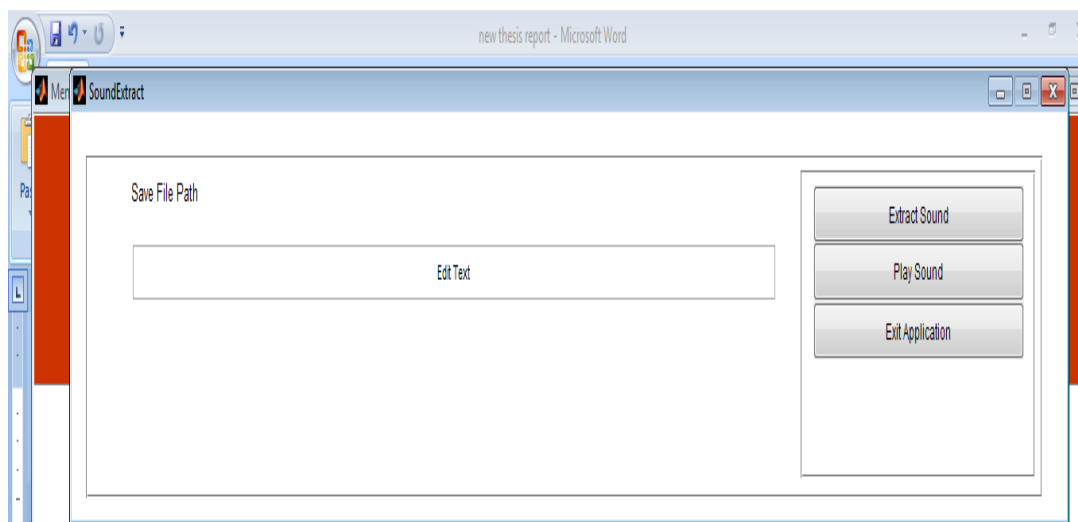 new thesis report - Microsoft Word
SoundExtract
Save File Path
Edit Text
Extract Sound
Play Sound
Exit Application